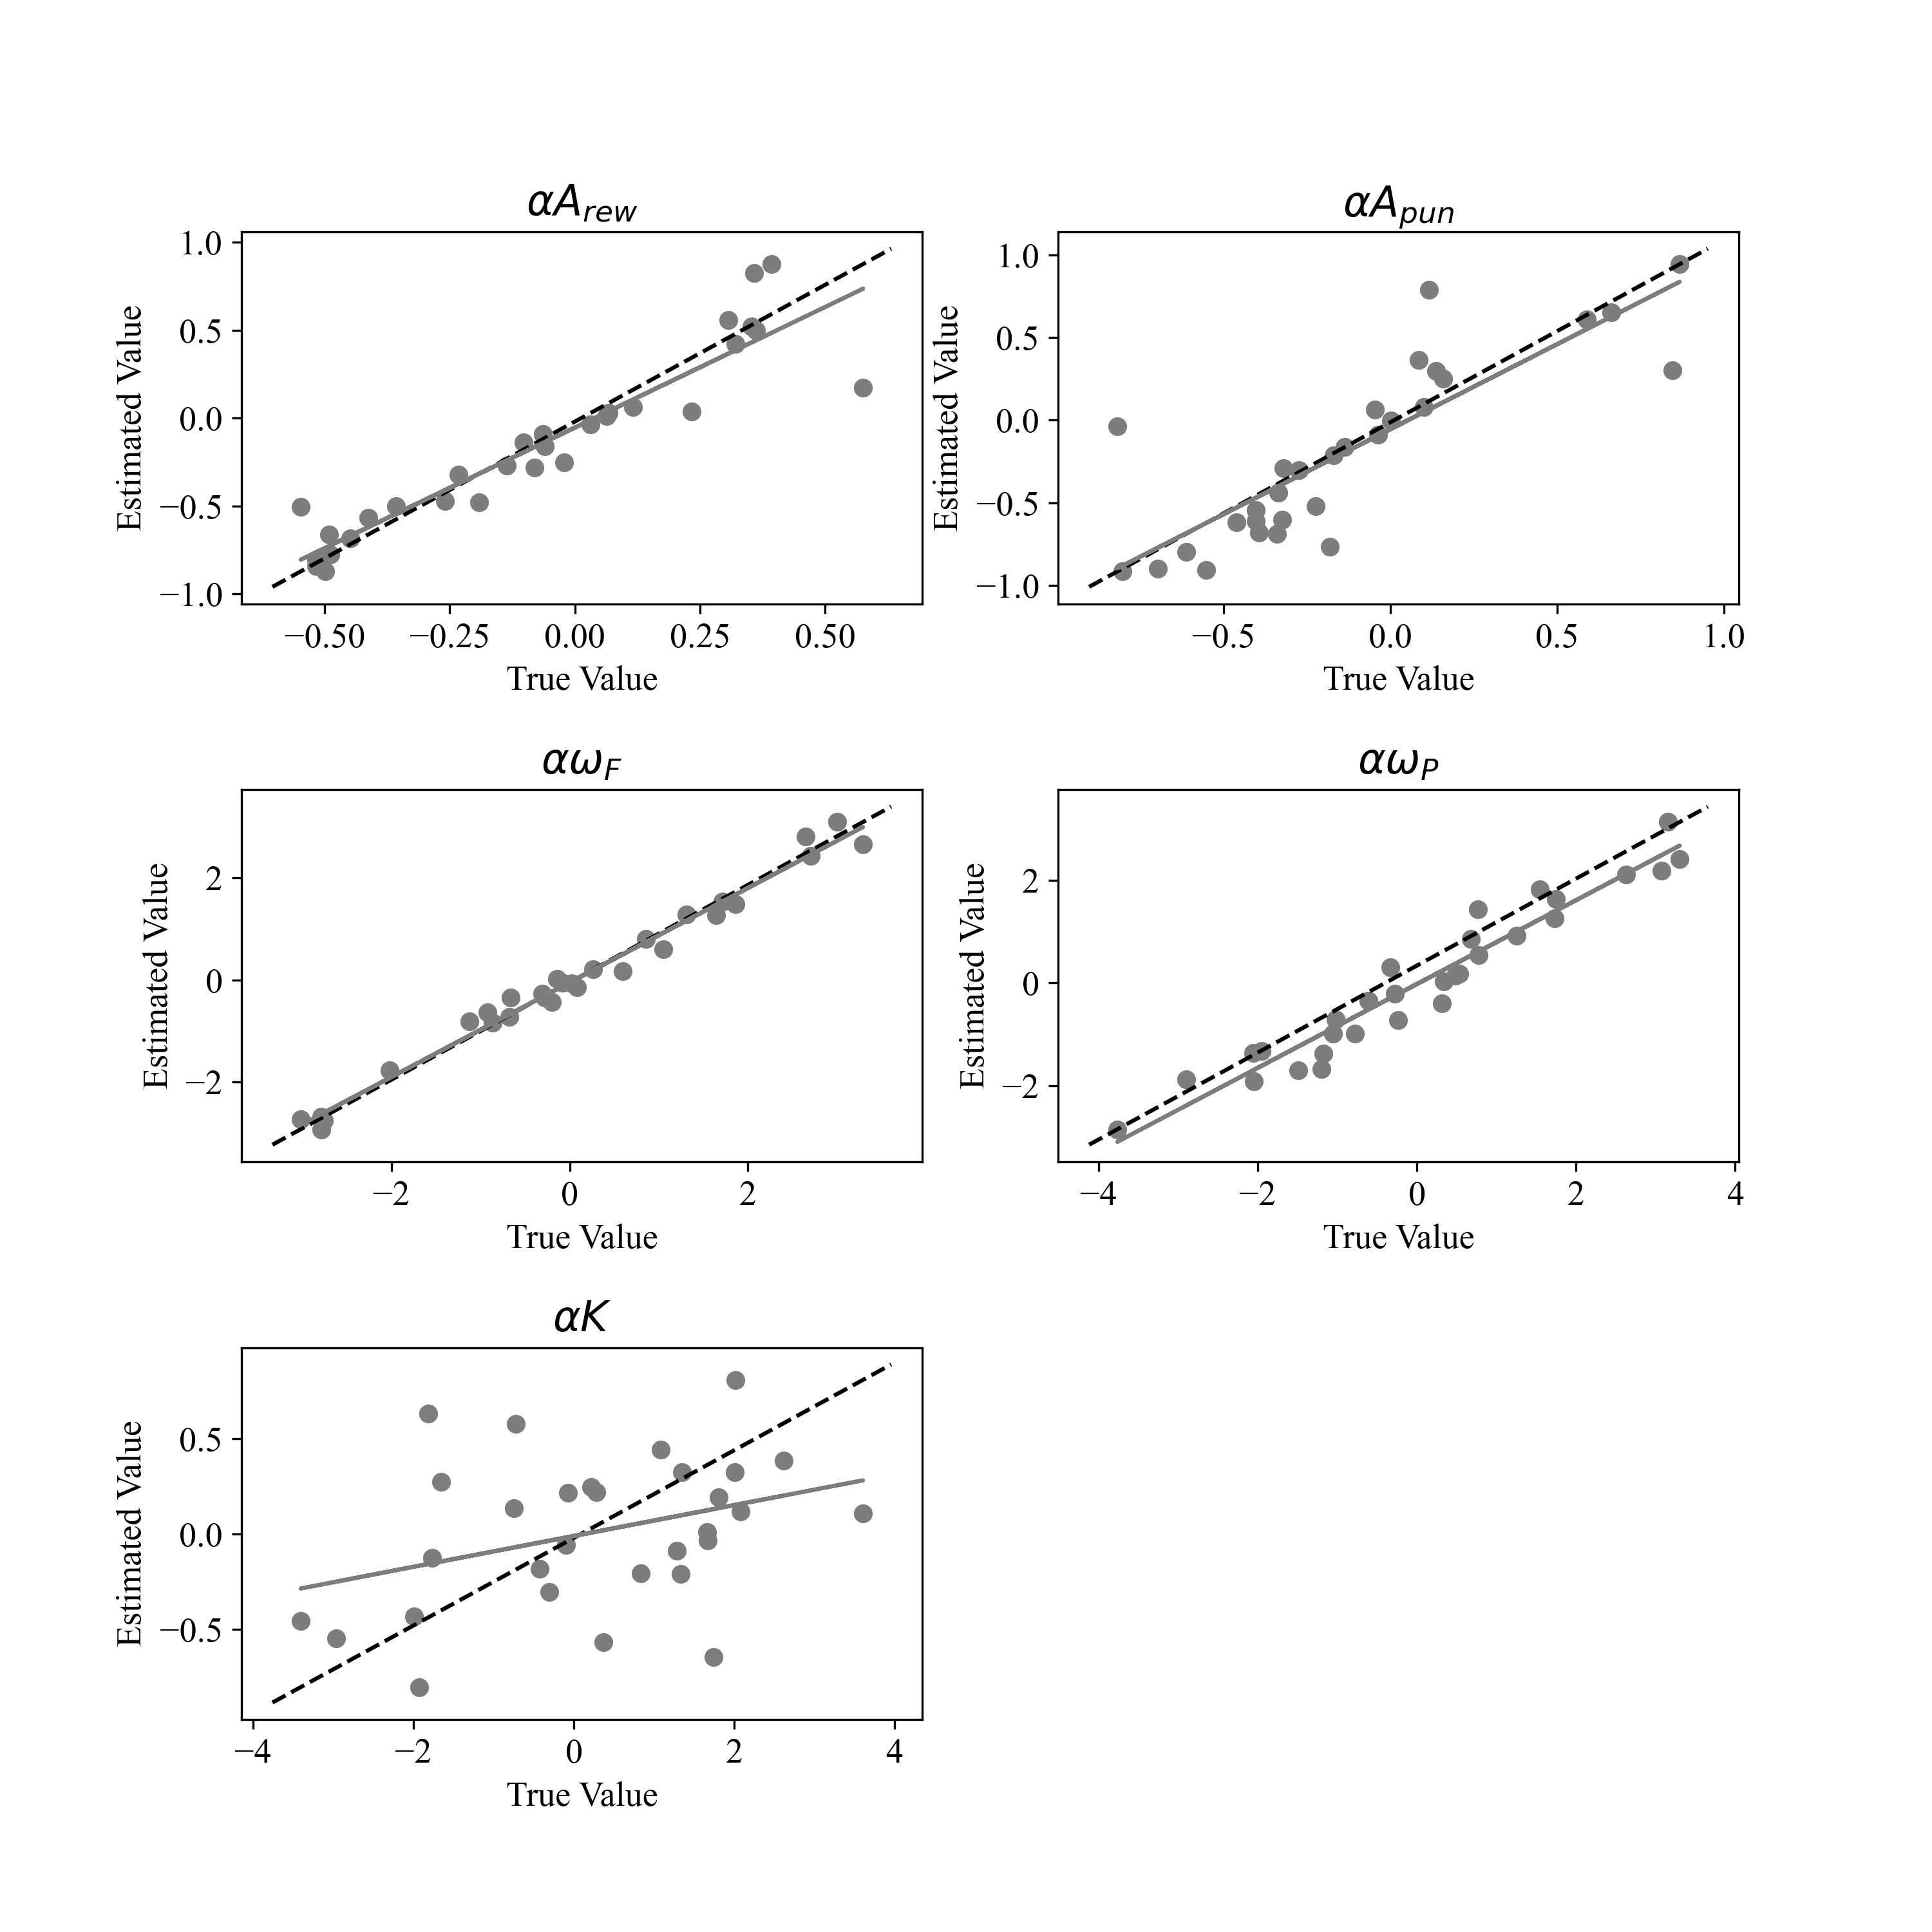 αA_rew
Estimated Value
1.0
0.5
0.0
−0.5
−1.0
−0.50 −0.25 0.00 0.25 0.50
True Value
αA_pun
Estimated Value
1.0
0.5
0.0
−0.5
−1.0
−0.5 0.0 0.5 1.0
True Value
αω_F
Estimated Value
2
0
−2
−2 0 2
True Value
αω_P
Estimated Value
2
0
−2
−4 −2 0 2 4
True Value
αK
Estimated Value
0.5
0.0
−0.5
−4 −2 0 2 4
True Value